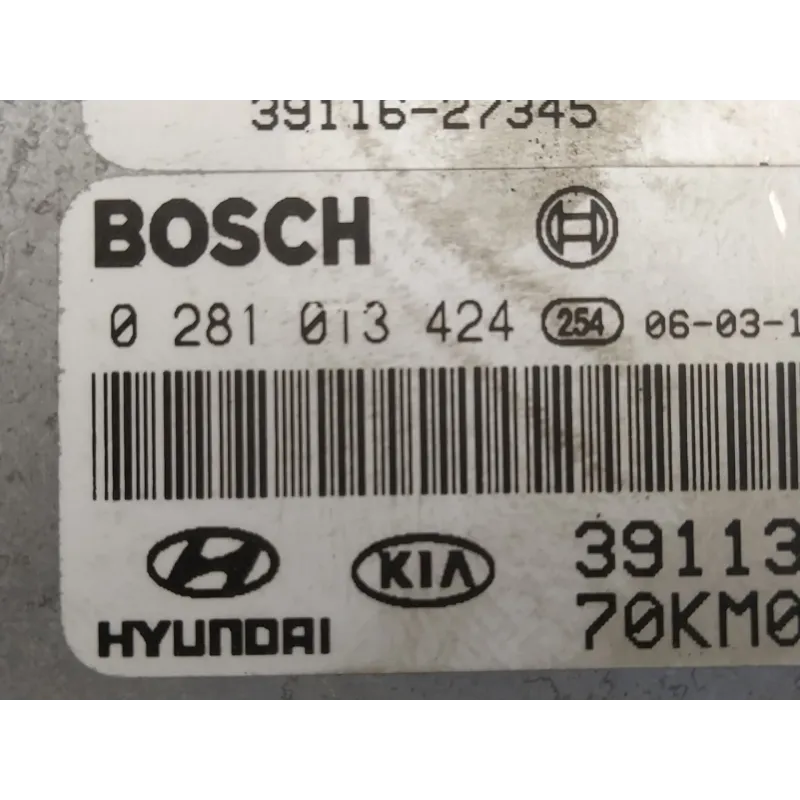 39116-27345
BOSCH
0 281 013 424 254 06-03-1
KIA 39113
HYUNDAI 70KM0